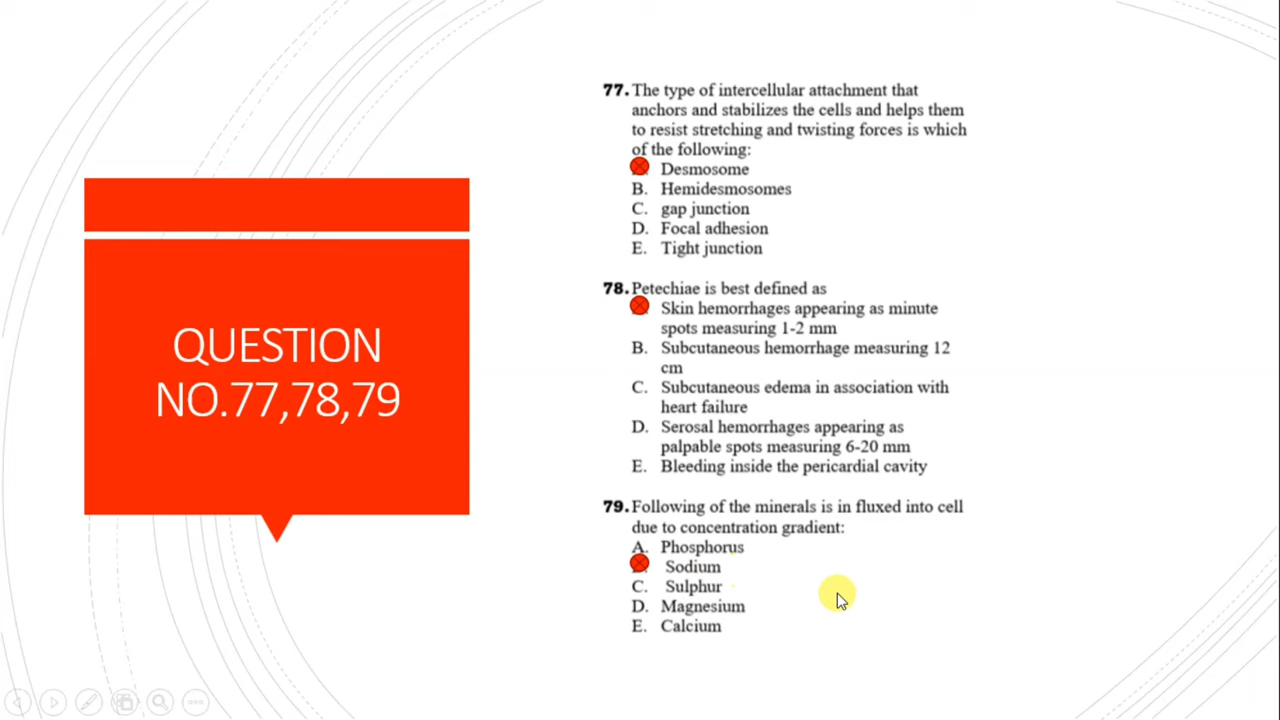 QUESTION
NO.77,78,79
77. The type of intercellular attachment that
anchors and stabilizes the cells and helps them
to resist stretching and twisting forces is which
of the following:
Desmosome
B. Hemidesmosomes
C. gap junction
D. Focal adhesion
E. Tight junction
78. Petechiae is best defined as
Skin hemorrhages appearing as minute
spots measuring 1-2 mm
B. Subcutaneous hemorrhage measuring 12
cm
C. Subcutaneous edema in association with
heart failure
D. Serosal hemorrhages appearing as
palpable spots measuring 6-20 mm
E. Bleeding inside the pericardial cavity
79. Following of the minerals is in fluxed into cell
due to concentration gradient:
A. Phosphorus
Sodium
C. Sulphur
D. Magnesium
E. Calcium